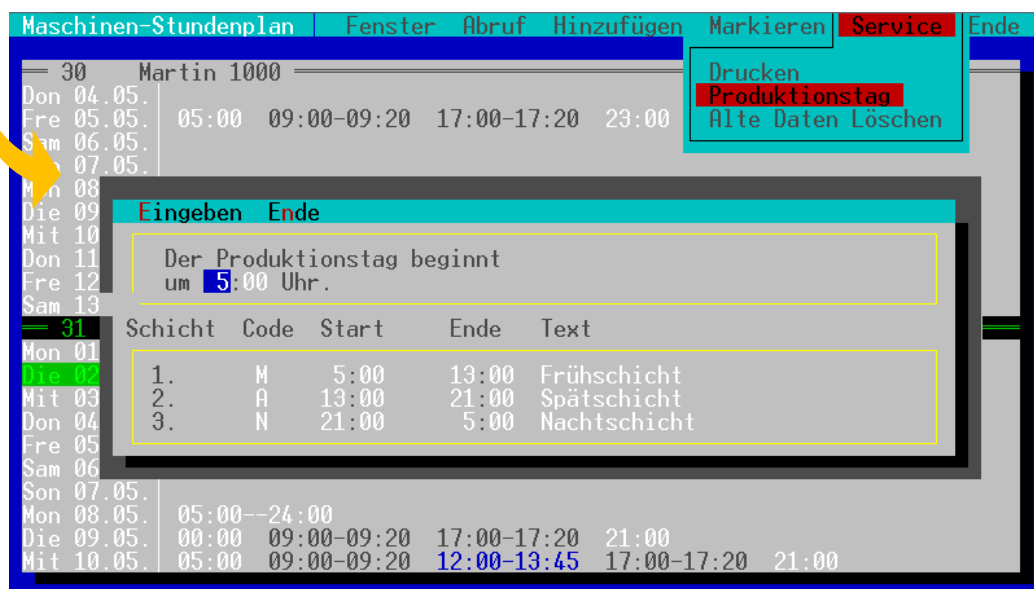 Maschinen-Stundenplan Fenster Abruf Hinzufügen Markieren Service Ende
30 Martin 1000
Drucken
Produktionstag
Alte Daten Löschen
Don 04.05.
Fre 05.05. 05:00 09:00-09:20 17:00-17:20 23:00
Sam 06.05.
07.05.
Mon 08
Die 09
Mit 10
Don 11
Fre 12
Sam 13
Eingeben Ende
Der Produktionstag beginnt
um 5:00 Uhr.
Schicht Code Start Ende Text
1. M 5:00 13:00 Frühschicht
2. A 13:00 21:00 Spätschicht
3. N 21:00 5:00 Nachtschicht
31
Mon 01
Die 02
Mit 03
Don 04
Fre 05
Sam 06
Son 07.05.
Mon 08.05. 05:00--24:00
Die 09.05. 00:00 09:00-09:20 17:00-17:20 21:00
Mit 10.05. 05:00 09:00-09:20 12:00-13:45 17:00-17:20 21:00